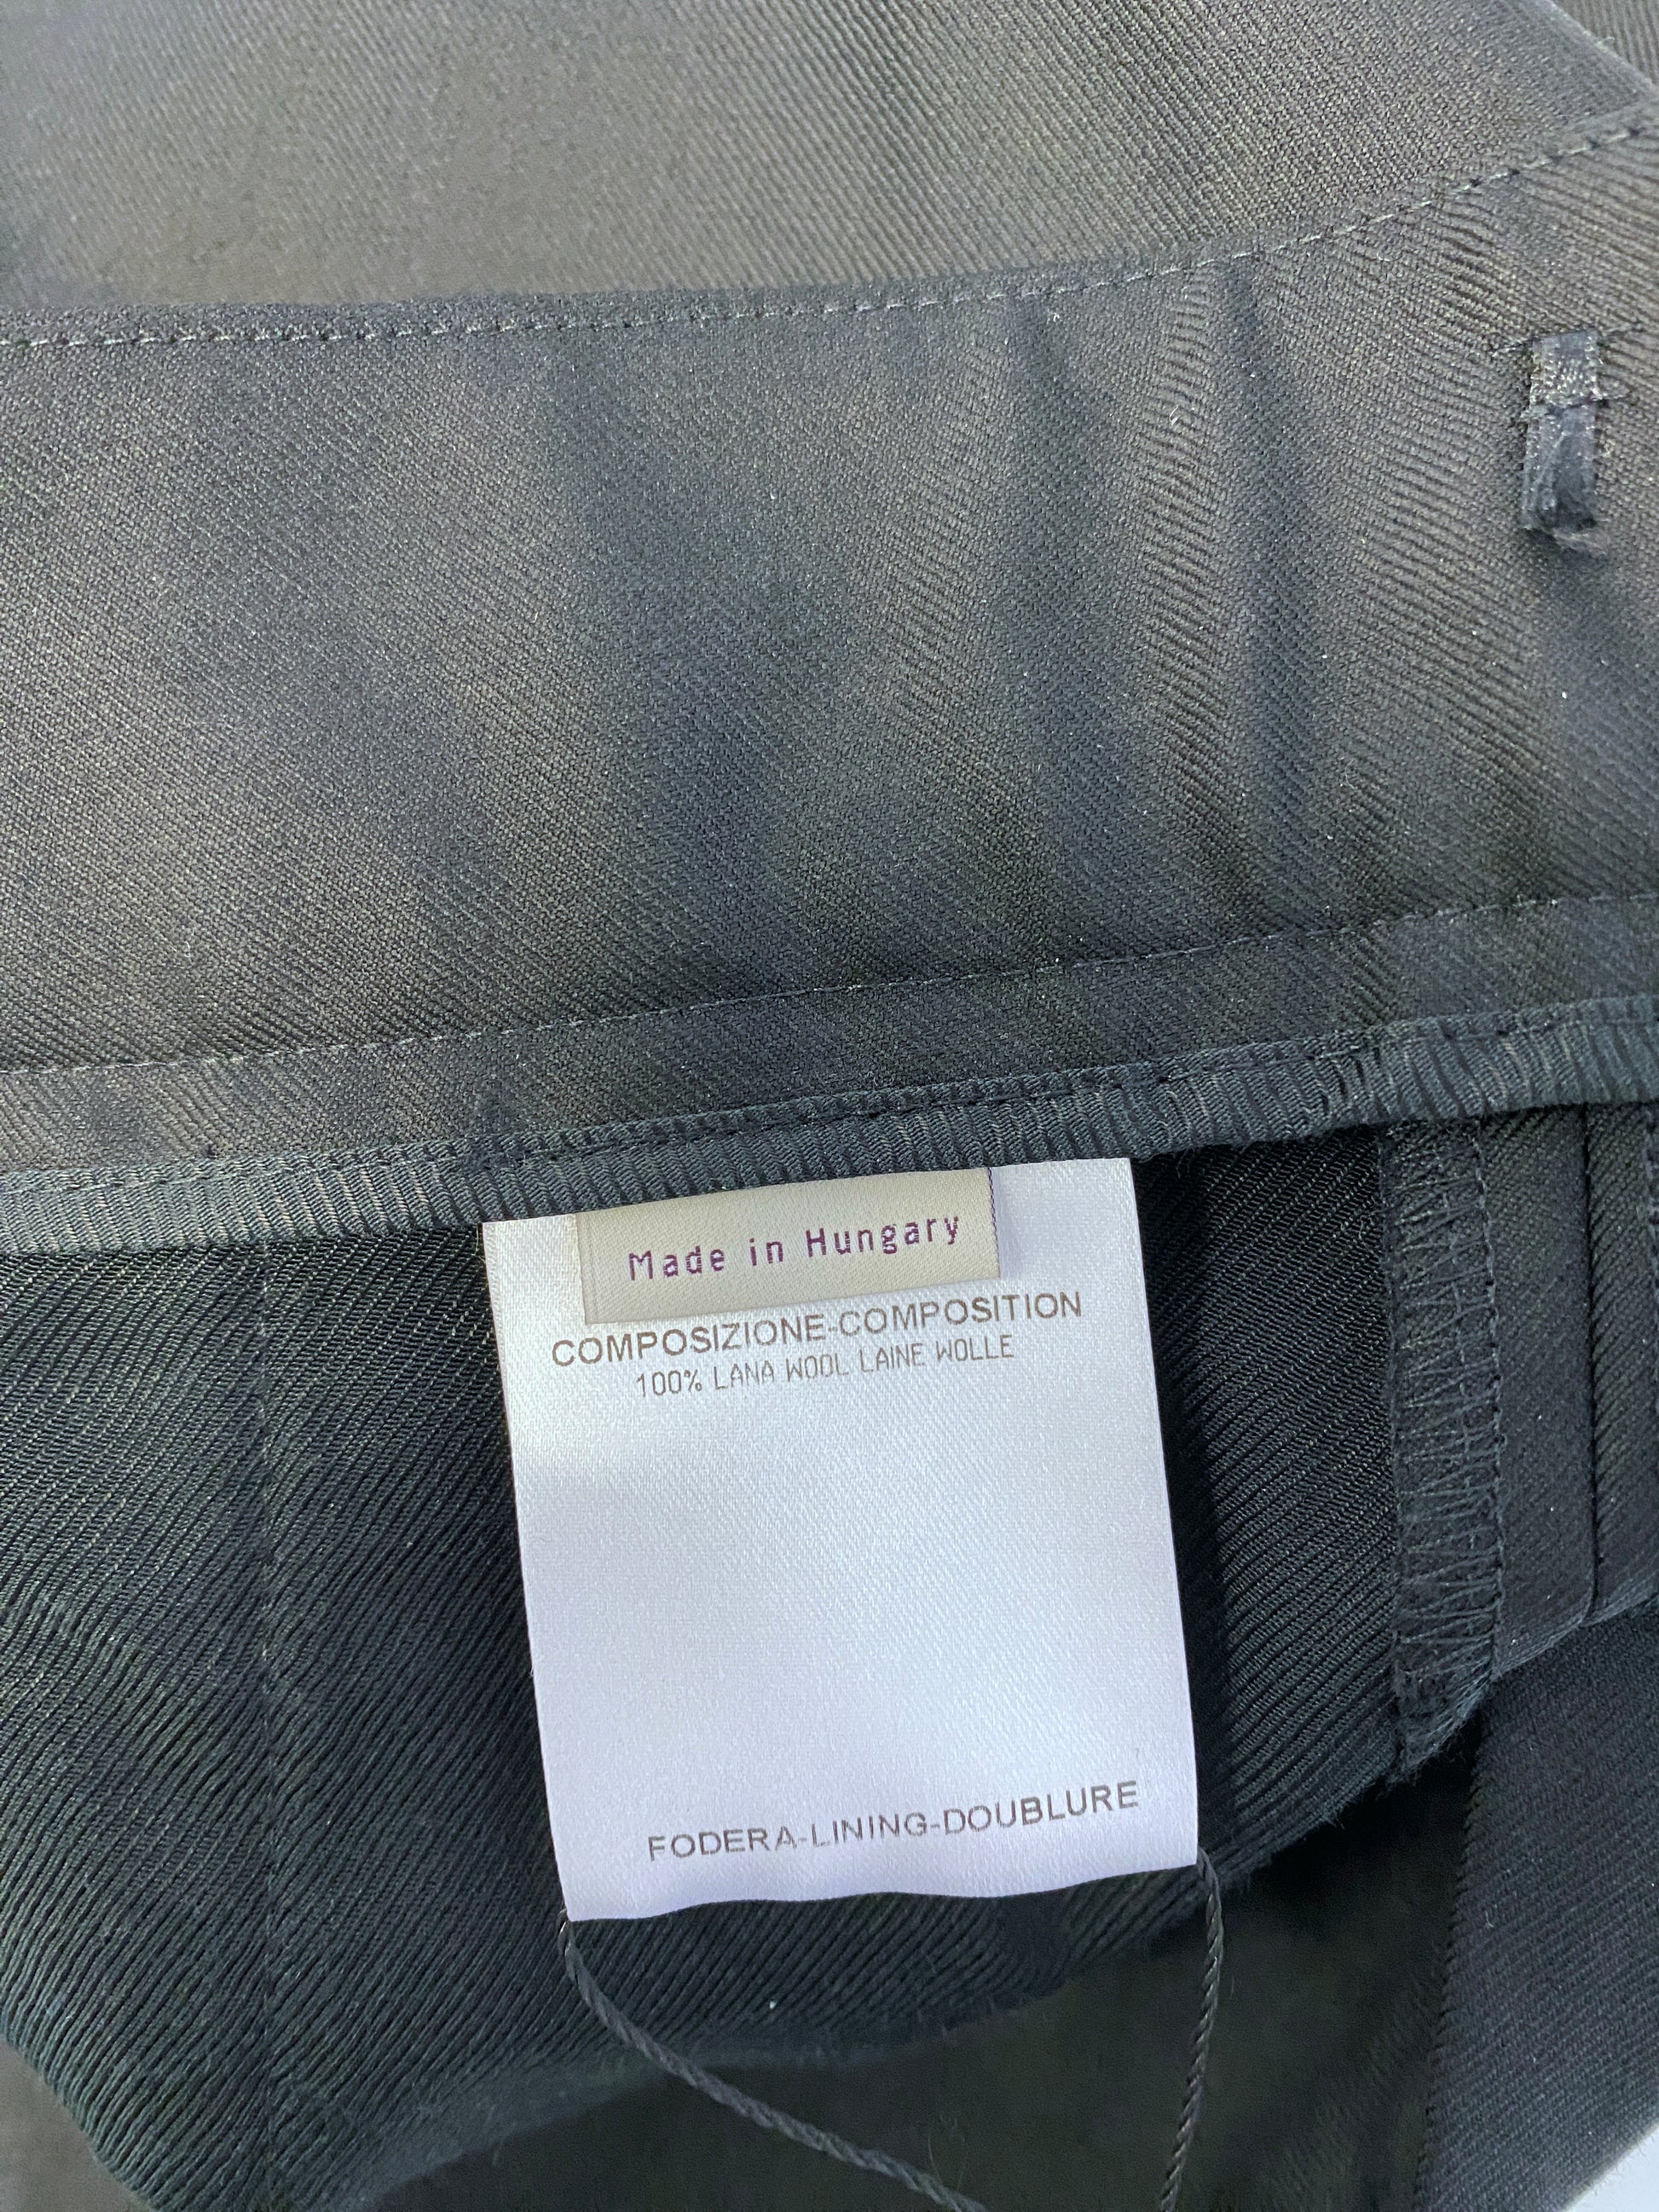 Made in Hungary
COMPOSIZIONE-COMPOSITION
100% LANA WOOL LAINE WOLLE
FODERA-LINING-DOUBLURE